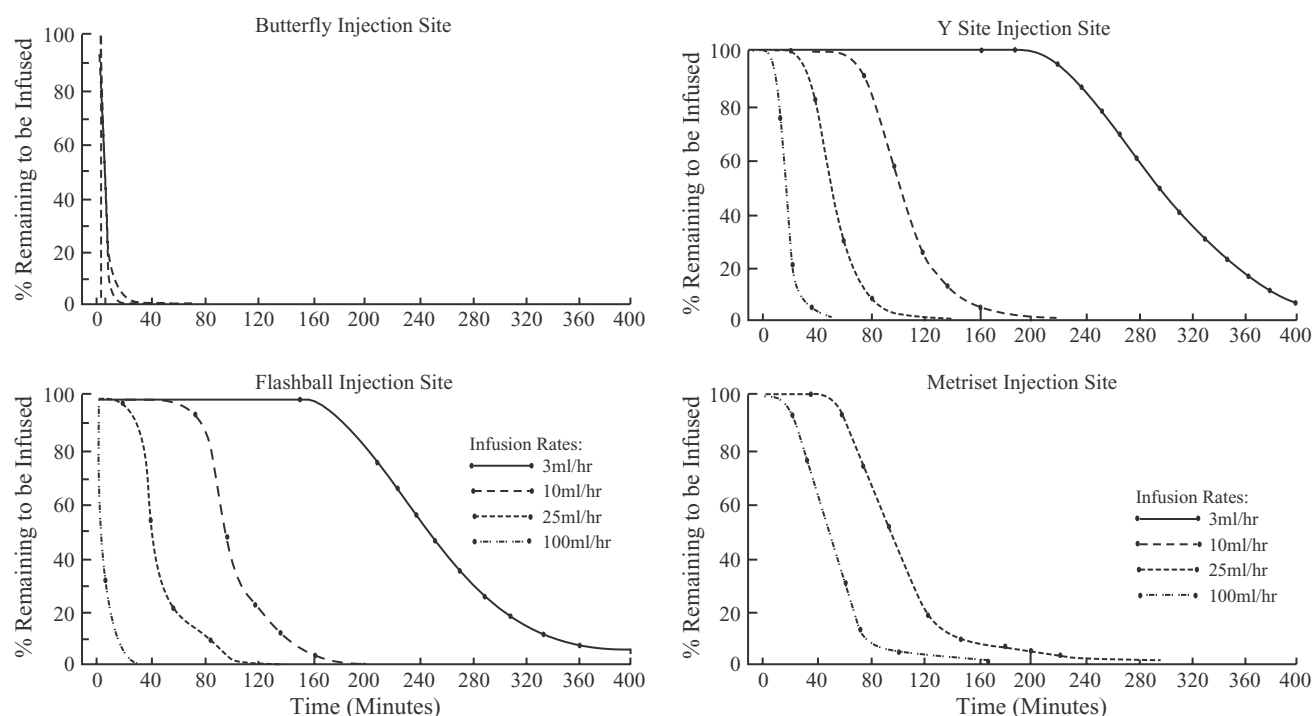 Butterfly Injection Site
% Remaining to be Infused
100
80
60
40
20
0
0 40 80 120 160 200 240 280 320 360 400
Y Site Injection Site
% Remaining to be Infused
100
80
60
40
20
0
0 40 80 120 160 200 240 280 320 360 400
Flashball Injection Site
% Remaining to be Infused
100
80
60
40
20
0
Infusion Rates:
3ml/hr
10ml/hr
25ml/hr
100ml/hr
0 40 80 120 160 200 240 280 320 360 400
Time (Minutes)
Metriset Injection Site
% Remaining to be Infused
100
80
60
40
20
0
Infusion Rates:
3ml/hr
10ml/hr
25ml/hr
100ml/hr
0 40 80 120 160 200 240 280 320 360 400
Time (Minutes)